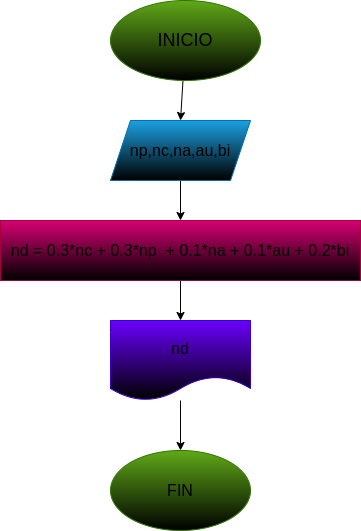 INICIO
np,nc,na,au,bi
nd = 0.3*nc + 0.3*np  + 0.1*na + 0.1*au + 0.2*bi
nd
FIN